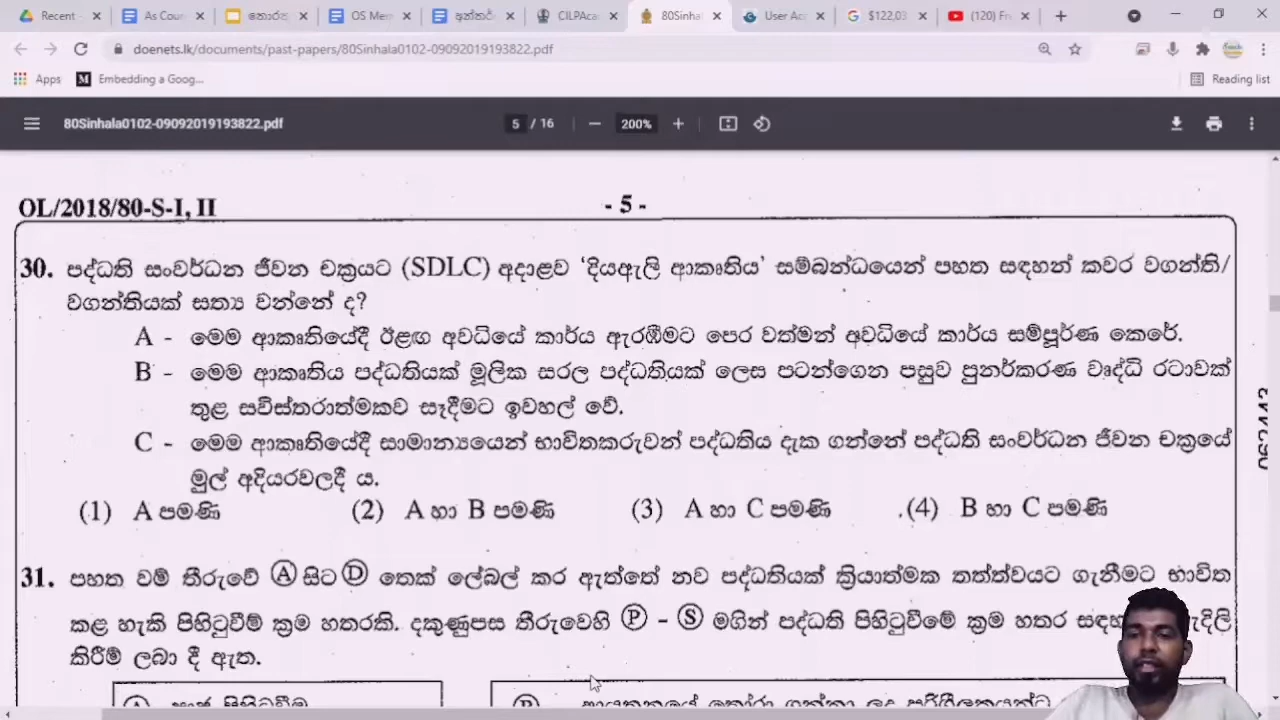 Recent -
As Cour
තොරතු
OS Mem
අන්තර්
CILPAca
80Sinha
User Ac
$122,03
(120) Fr
doenets.lk/documents/past-papers/80Sinhala0102-09092019193822.pdf
Apps
Embedding a Goog...
Reading list
80Sinhala0102-09092019193822.pdf
5 / 16
200%
OL/2018/80-S-I, II
- 5 -
30. පද්ධති සංවර්ධන ජීවන චක්‍රයට (SDLC) අදාළව ‘දියඇලි ආකෘතිය’ සම්බන්ධයෙන් පහත සඳහන් කවර වගන්ති/
වගන්තියක් සත්‍ය වන්නේ ද?
A - මෙම ආකෘතියේදී ඊළඟ අවධියේ කාර්ය ඇරඹීමට පෙර වත්මන් අවධියේ කාර්ය සම්පූර්ණ කෙරේ.
B - මෙම ආකෘතිය පද්ධතියක් මූලික සරල පද්ධතියක් ලෙස පටන්ගෙන පසුව පුනර්කරණ වෘද්ධි රටාවක්
තුළ සවිස්තරාත්මකව සෑදීමට ඉවහල් වේ.
C - මෙම ආකෘතියේදී සාමාන්‍යයෙන් භාවිතකරුවන් පද්ධතිය දැක ගන්නේ පද්ධති සංවර්ධන ජීවන චක්‍රයේ
මුල් අදියරවලදී ය.
(1) A පමණි (2) A හා B පමණි (3) A හා C පමණි (4) B හා C පමණි
31. පහත වම් තීරුවේ Ⓐ සිට Ⓓ තෙක් ලේබල් කර ඇත්තේ නව පද්ධතියක් ක්‍රියාත්මක තත්ත්වයට ගැනීමට භාවිත
කළ හැකි පිහිටුවීම් ක්‍රම හතරකි. දකුණුපස තීරුවෙහි Ⓟ - Ⓢ මගින් පද්ධති පිහිටුවීමේ ක්‍රම හතර
කිරීම් ලබා දී ඇත.